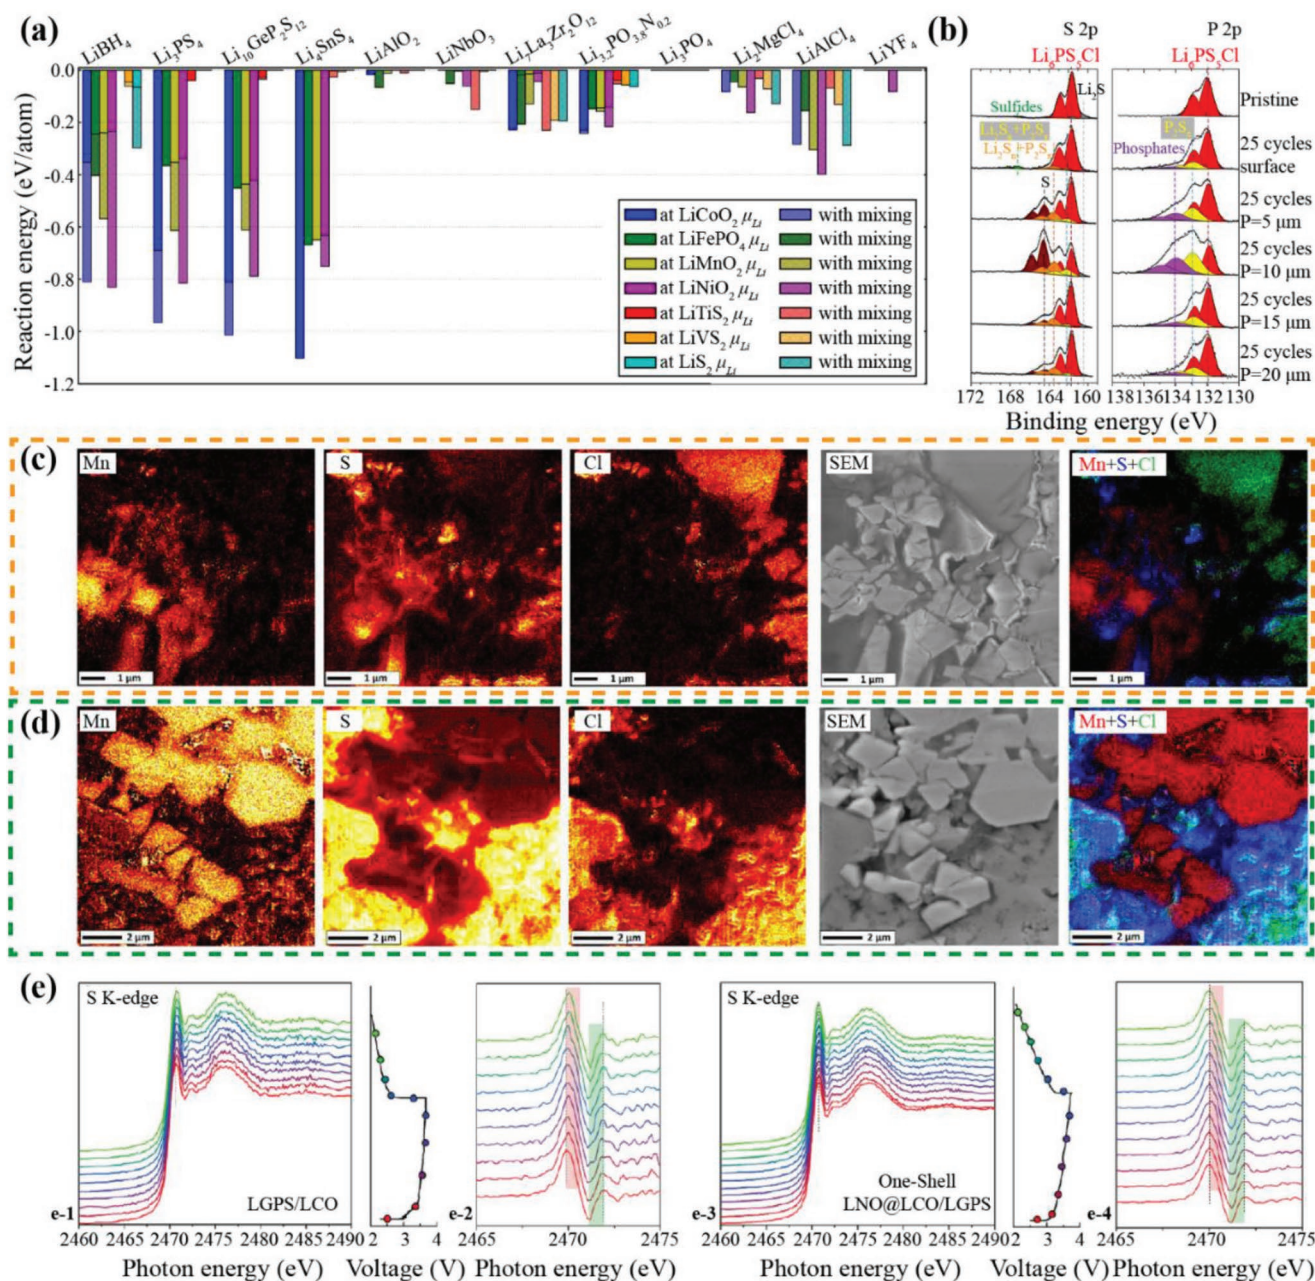 (a)
LiBH4
Li3PS4
Li10GeP2S12
Li4SnS4
LiAlO2
LiNbO3
Li7La3Zr2O12
Li3.2PO3.8N0.2
Li3PO4
Li2MgCl4
LiAlCl4
LiYF4
Reaction energy (eV/atom)
0.0
-0.2
-0.4
-0.6
-0.8
-1.0
-1.2
at LiCoO2 μLi with mixing
at LiFePO4 μLi with mixing
at LiMnO2 μLi with mixing
at LiNiO2 μLi with mixing
at LiTiS2 μLi with mixing
at LiVS2 μLi with mixing
at LiS2 μLi with mixing
(b)
S 2p P 2p
Li6PS5Cl Li6PS5Cl
Li2S
Sulfides
Phosphates
S
Pristine
25 cycles
surface
25 cycles
P=5 μm
25 cycles
P=10 μm
25 cycles
P=15 μm
25 cycles
P=20 μm
172 168 164 160 138 136 134 132 130
Binding energy (eV)
(c)
Mn S Cl SEM Mn+S+Cl
1 μm 1 μm 1 μm 1 μm 1 μm
(d)
Mn S Cl SEM Mn+S+Cl
2 μm 2 μm 2 μm 2 μm 2 μm
(e)
S K-edge
LGPS/LCO
e-1
2460 2465 2470 2475 2480 2485 2490
Photon energy (eV)
2 3 4
Voltage (V)
e-2
2465 2470 2475
Photon energy (eV)
S K-edge
One-Shell
LNO@LCO/LGPS
e-3
2460 2465 2470 2475 2480 2485 2490
Photon energy (eV)
2 3 4
Voltage (V)
e-4
2465 2470 2475
Photon energy (eV)